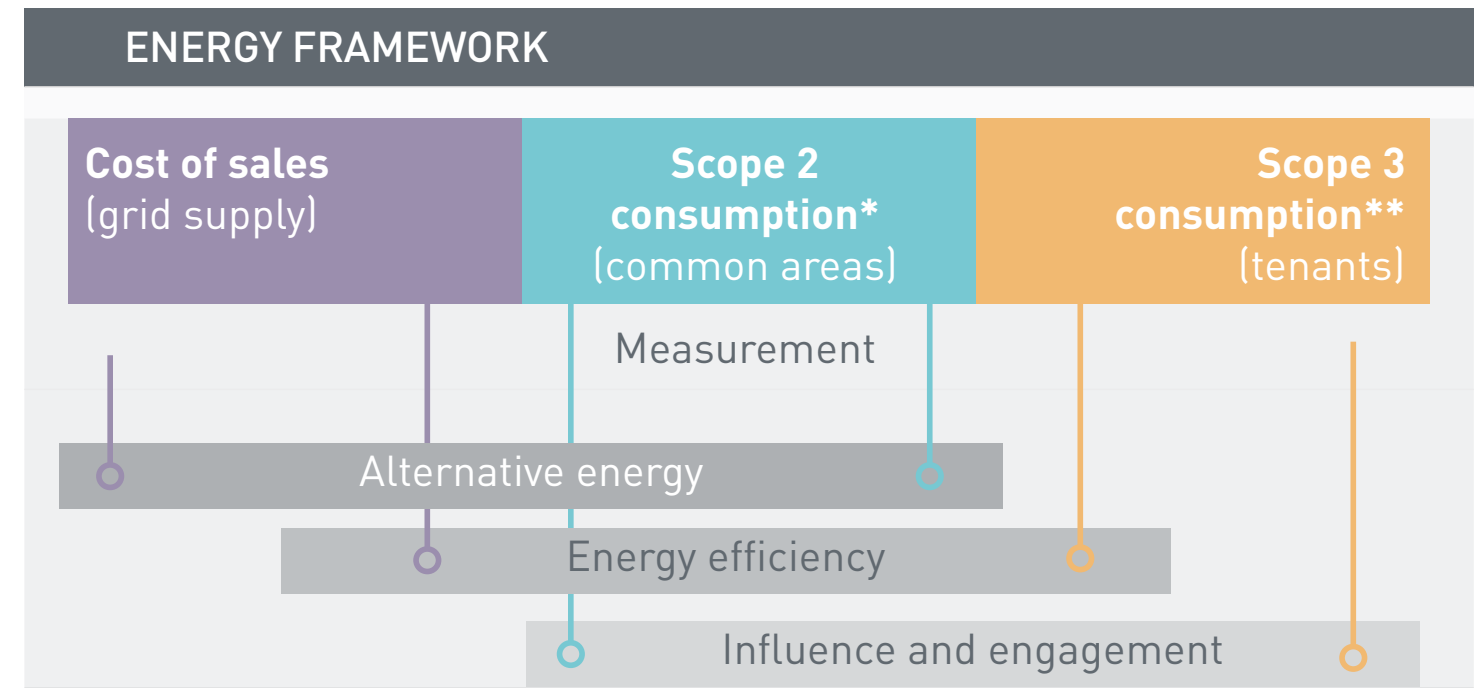 ENERGY FRAMEWORK
Cost of sales
(grid supply)
Scope 2
consumption*
(common areas)
Scope 3
consumption**
(tenants)
Measurement
Alternative energy
Energy efficiency
Influence and engagement